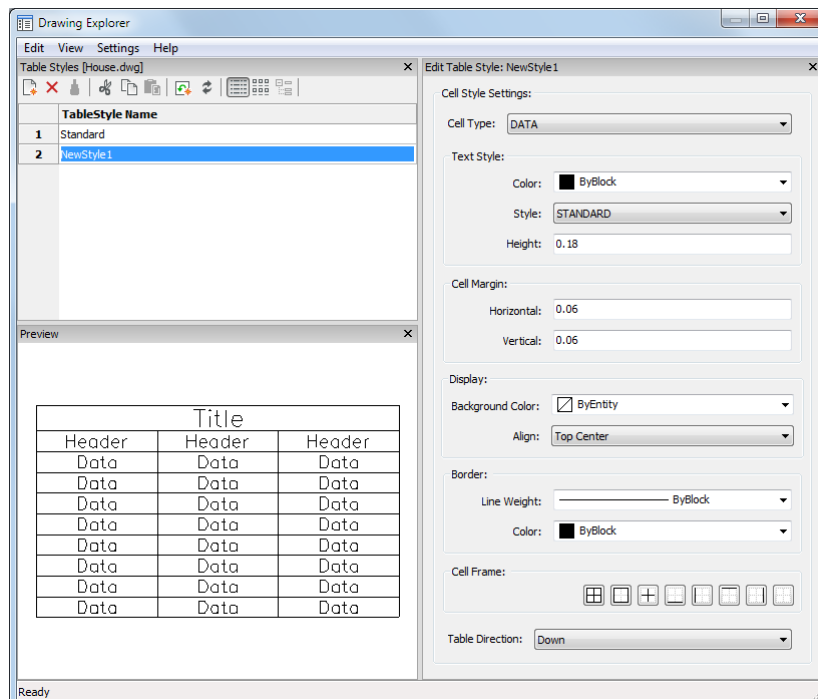 Drawing Explorer
Edit View Settings Help
Table Styles [House.dwg]
TableStyle Name
1 Standard
2 NewStyle1
Preview
Title
Header Header Header
Data Data Data
Data Data Data
Data Data Data
Data Data Data
Data Data Data
Data Data Data
Data Data Data
Data Data Data
Edit Table Style: NewStyle1
Cell Style Settings:
Cell Type: DATA
Text Style:
Color: ByBlock
Style: STANDARD
Height: 0.18
Cell Margin:
Horizontal: 0.06
Vertical: 0.06
Display:
Background Color: ByEntity
Align: Top Center
Border:
Line Weight: ByBlock
Color: ByBlock
Cell Frame:
Table Direction: Down
Ready